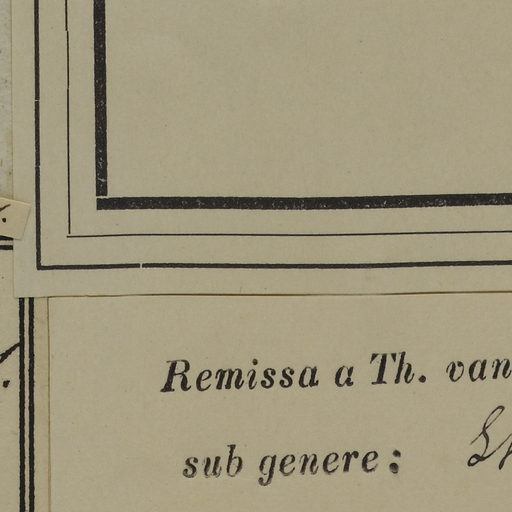 Remissa a Th. van
sub genere: